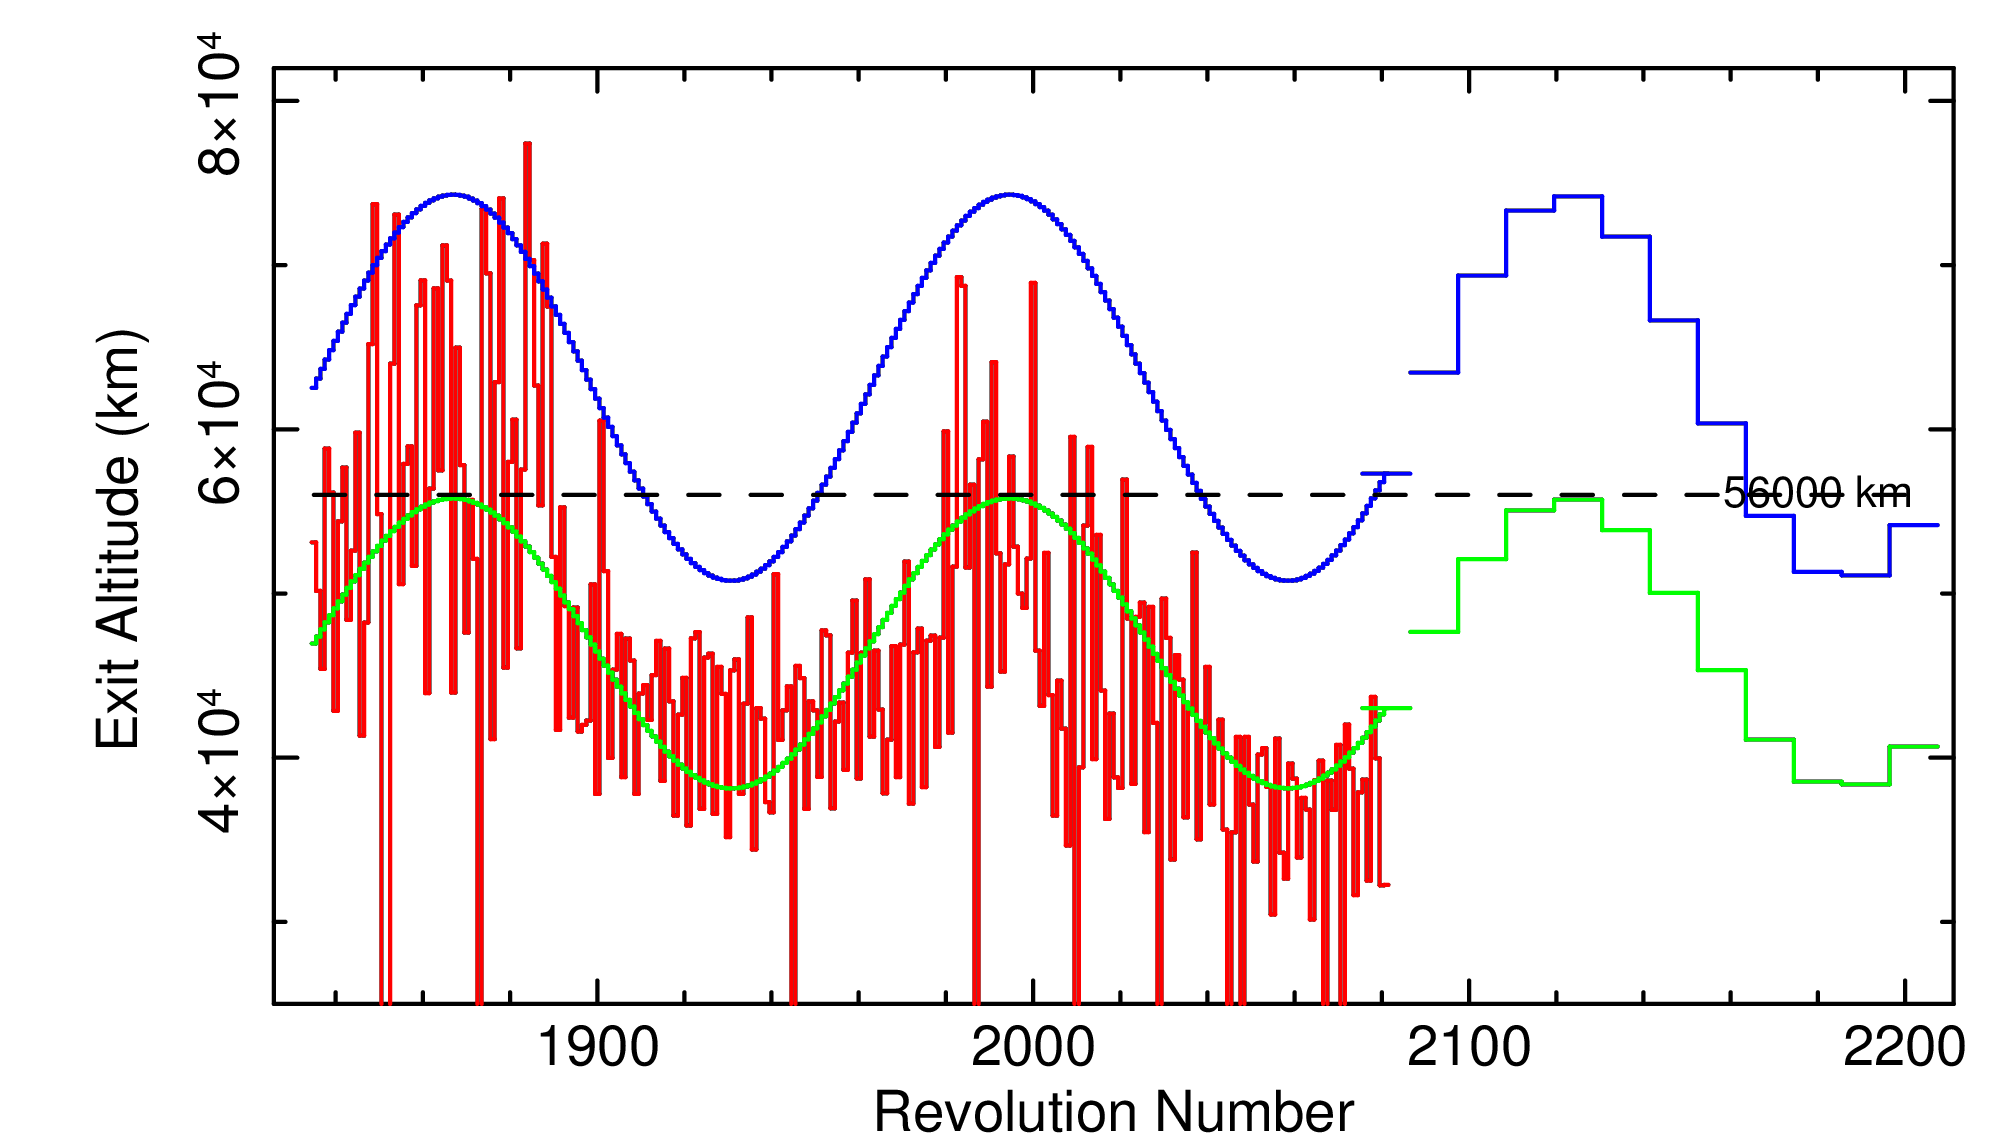 8×10⁴
6×10⁴
4×10⁴
Exit Altitude (km)
56000 km
1900 2000 2100 2200
Revolution Number